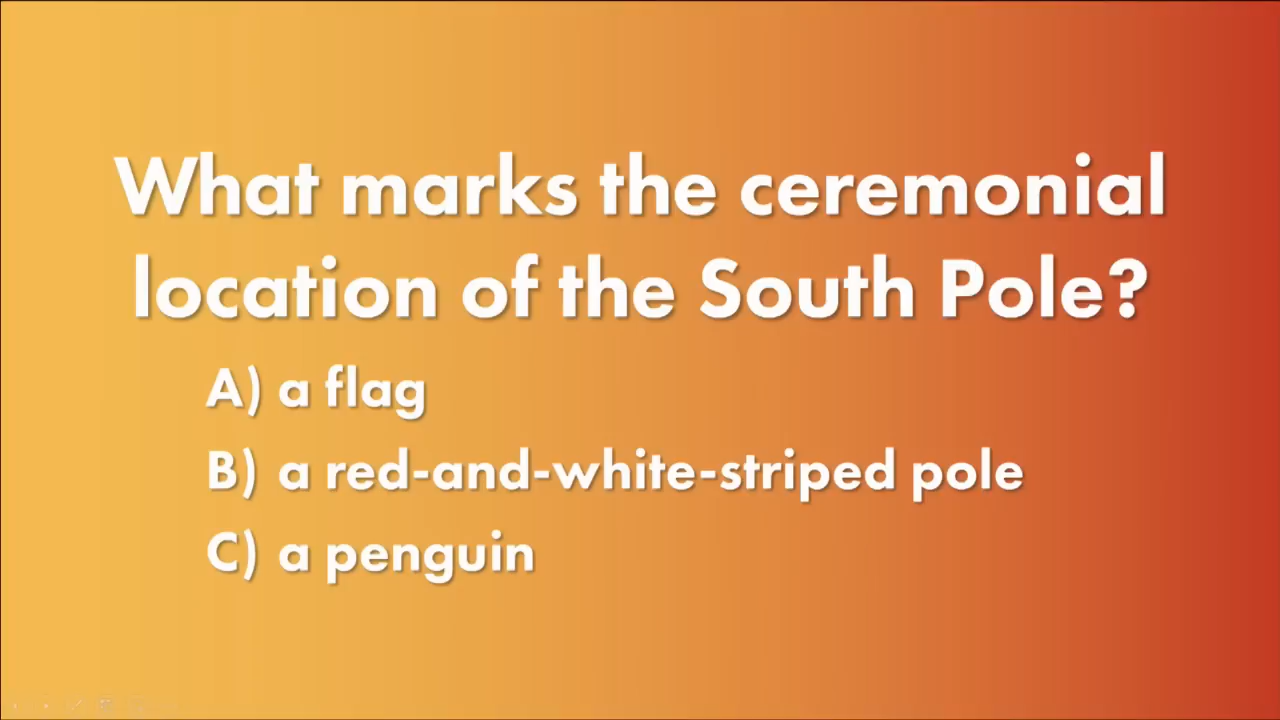 What marks the ceremonial
location of the South Pole?
A) a flag
B) a red-and-white-striped pole
C) a penguin